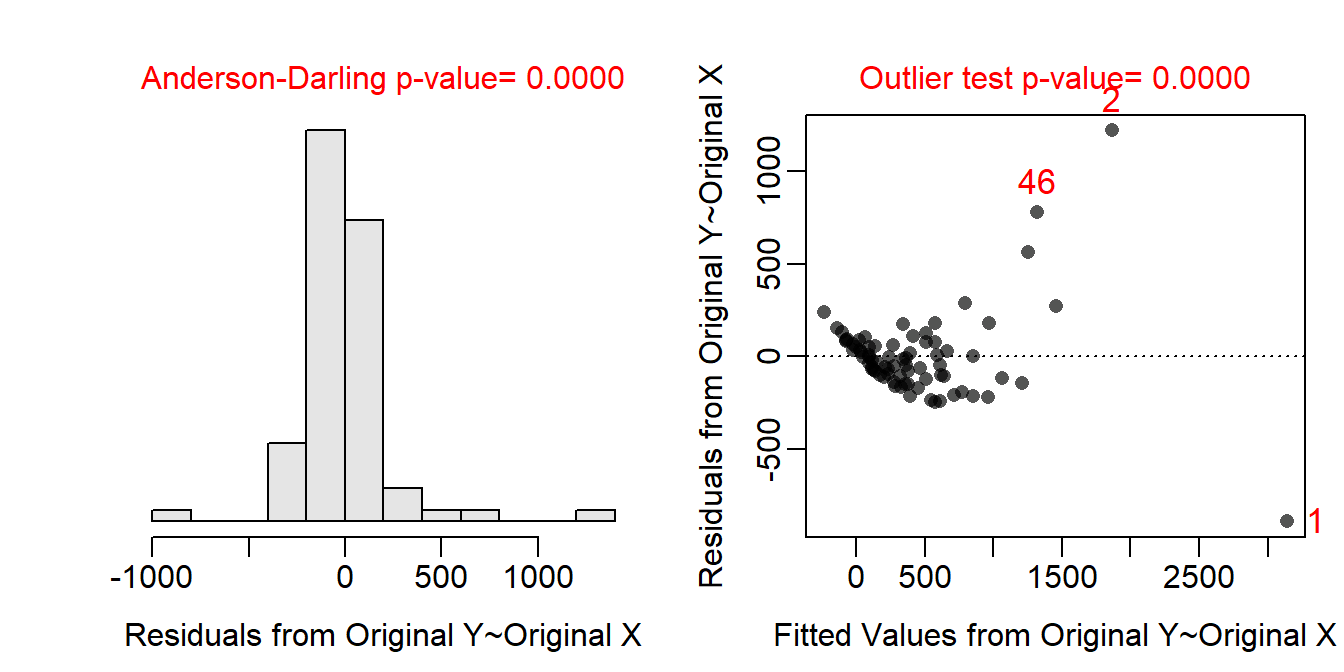 Anderson-Darling p-value= 0.0000
-1000 0 500 1000
Residuals from Original Y~Original X
Outlier test p-value= 0.0000
Residuals from Original Y~Original X
1000
500
0
-500
2
46
1
0 500 1500 2500
Fitted Values from Original Y~Original X